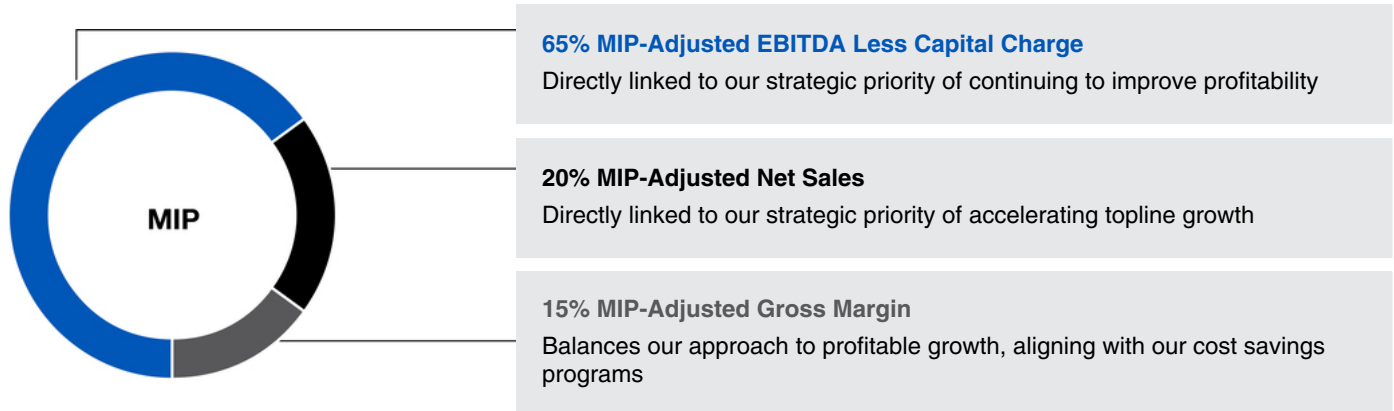 MIP
65% MIP-Adjusted EBITDA Less Capital Charge
Directly linked to our strategic priority of continuing to improve profitability
20% MIP-Adjusted Net Sales
Directly linked to our strategic priority of accelerating topline growth
15% MIP-Adjusted Gross Margin
Balances our approach to profitable growth, aligning with our cost savings
programs